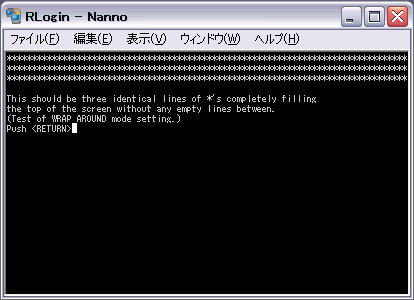 RLogin - Nanno
ファイル(F) 編集(E) 表示(V) ウィンドウ(W) ヘルプ(H)
********************************************************************************
********************************************************************************
********************************************************************************
This should be three identical lines of *'s completely filling
the top of the screen without any empty lines between.
(Test of WRAP AROUND mode setting.)
Push <RETURN>